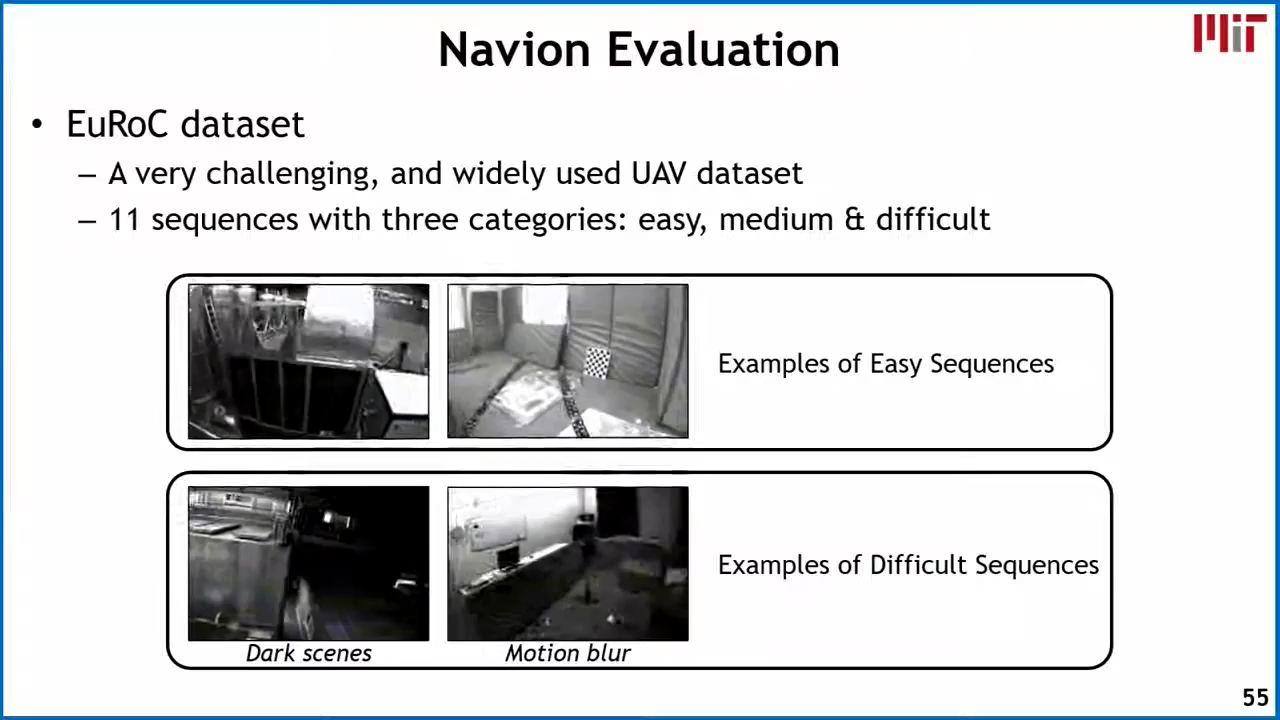 Navion Evaluation
MIT
• EuRoC dataset
– A very challenging, and widely used UAV dataset
– 11 sequences with three categories: easy, medium & difficult
Examples of Easy Sequences
Examples of Difficult Sequences
Dark scenes
Motion blur
55